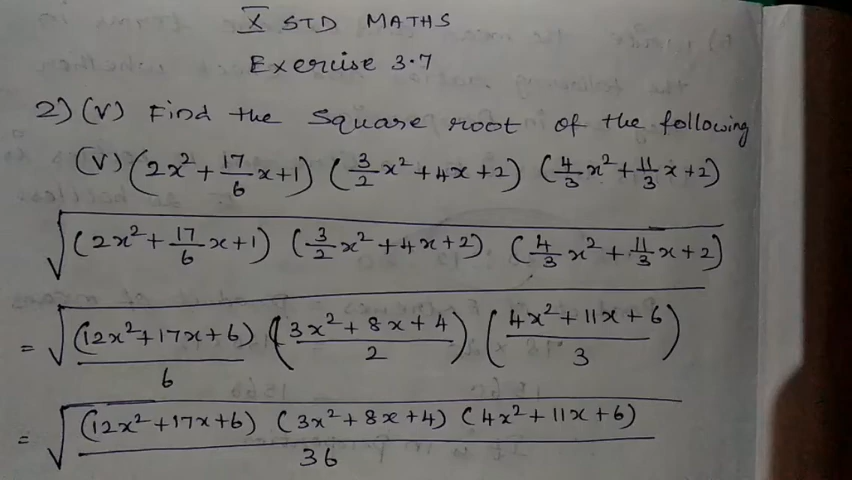 X STD MATHS
Exercise 3.7
2) (V) Find the Square root of the following
(V) (2x² + 17/6 x + 1) (3/2 x² + 4x + 2) (4/3 x² + 11/3 x + 2)
√((2x² + 17/6 x + 1) (3/2 x² + 4x + 2) (4/3 x² + 11/3 x + 2))
= √((12x² + 17x + 6)/6 ((3x² + 8x + 4)/2) ((4x² + 11x + 6)/3))
= √((12x² + 17x + 6) (3x² + 8x + 4) (4x² + 11x + 6)/36)